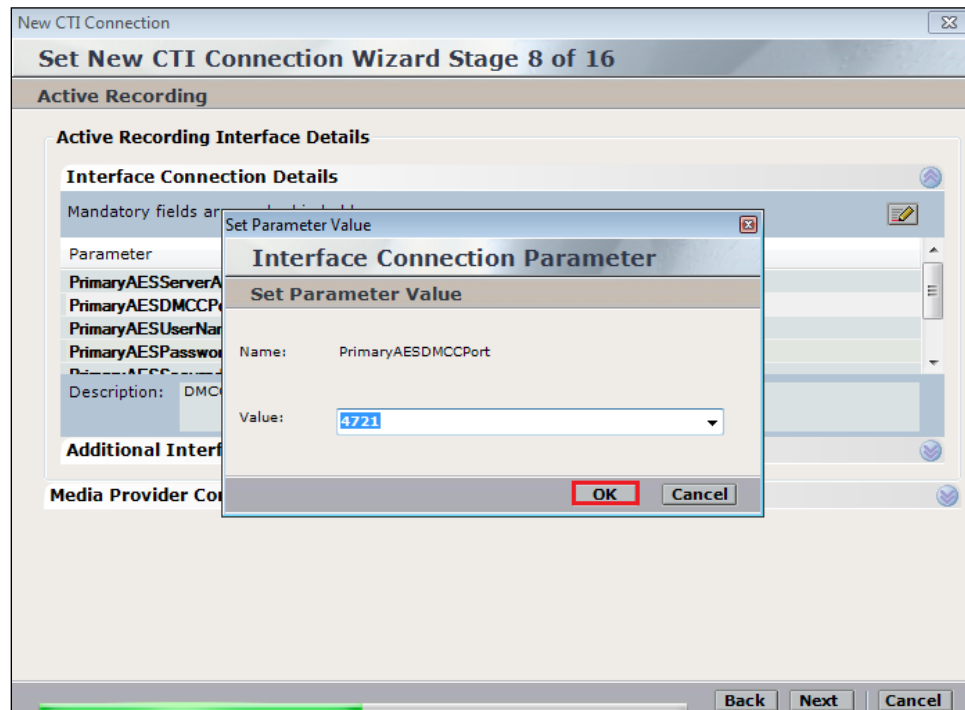 New CTI Connection
Set New CTI Connection Wizard Stage 8 of 16
Active Recording
Active Recording Interface Details
Interface Connection Details
Mandatory fields
Parameter
PrimaryAESServerA
PrimaryAESDMCCP
PrimaryAESUserNa
PrimaryAESPasswo
Description: DMC
Additional Interf
Media Provider Co
Set Parameter Value
Interface Connection Parameter
Set Parameter Value
Name: PrimaryAESDMCCPort
Value: 4721
OK Cancel
Back Next Cancel